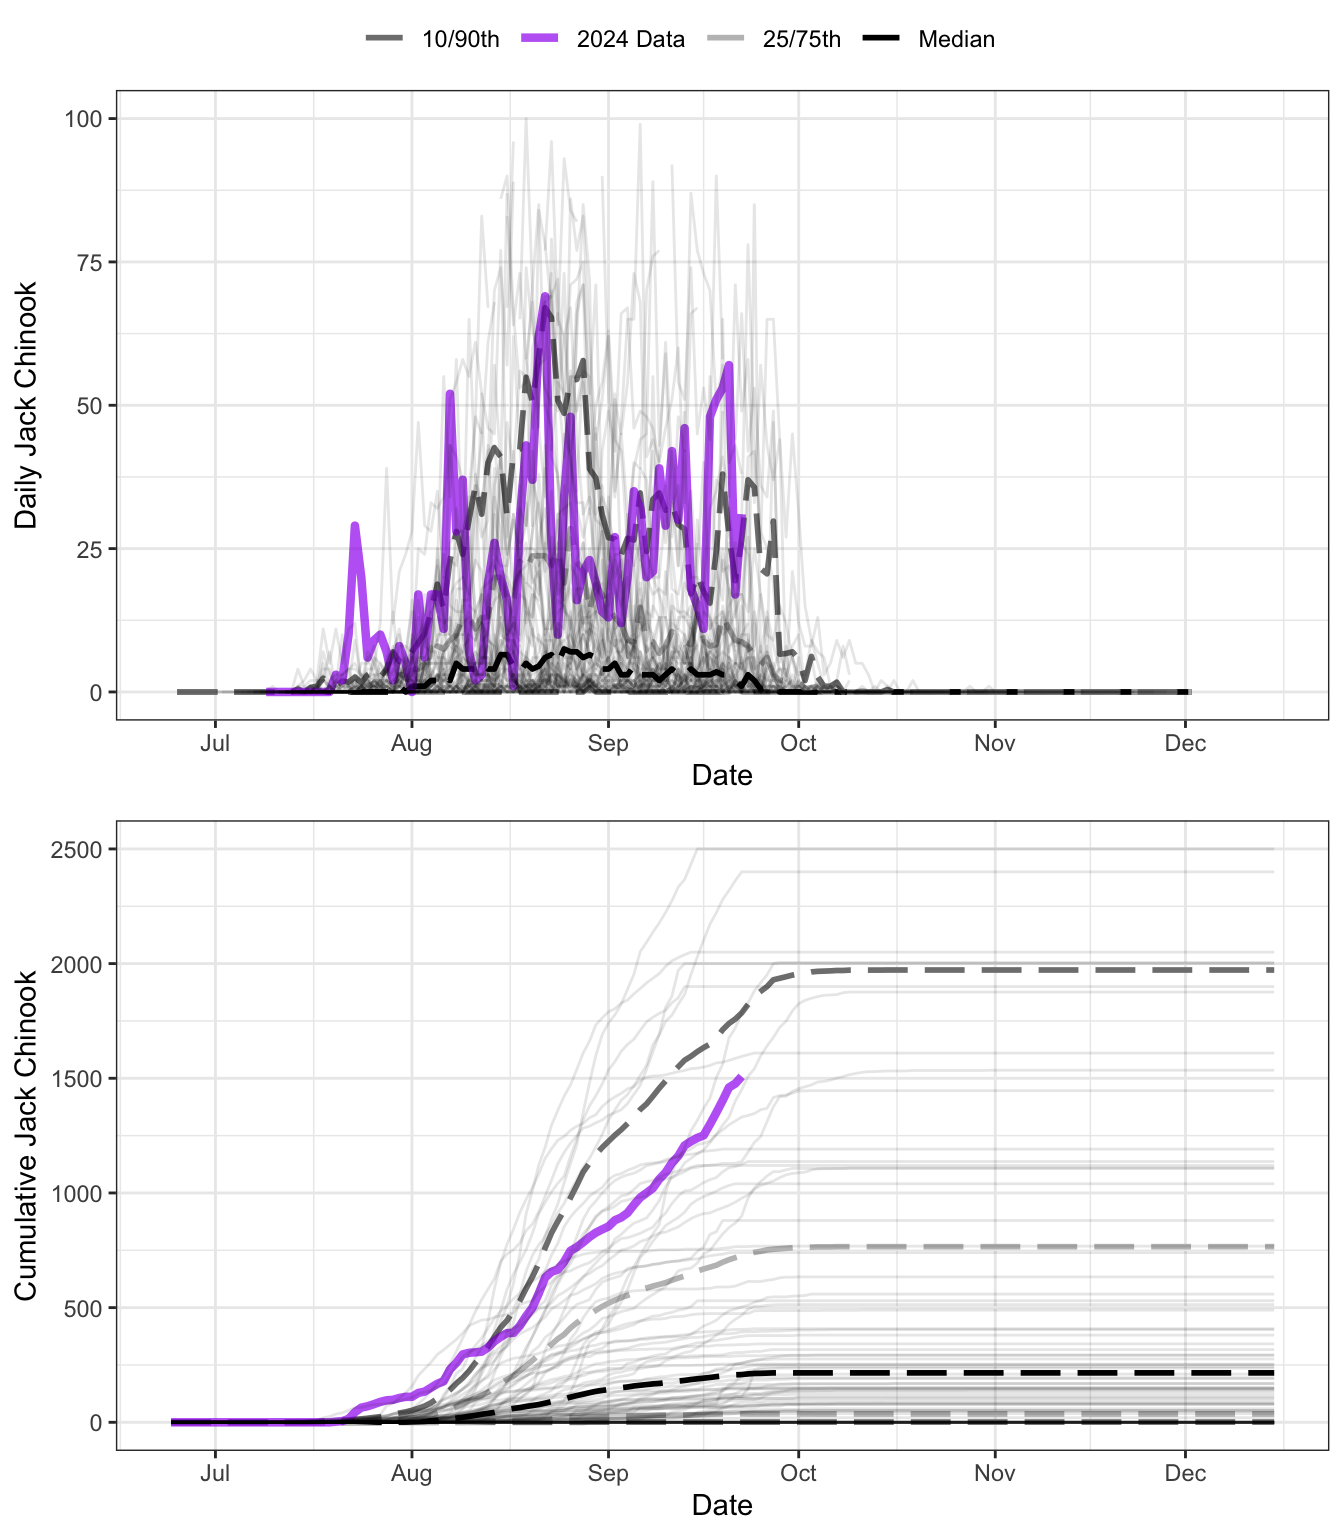 10/90th 2024 Data 25/75th Median
Daily Jack Chinook
100
75
50
25
0
Jul Aug Sep Oct Nov Dec
Date
Cumulative Jack Chinook
2500
2000
1500
1000
500
0
Jul Aug Sep Oct Nov Dec
Date